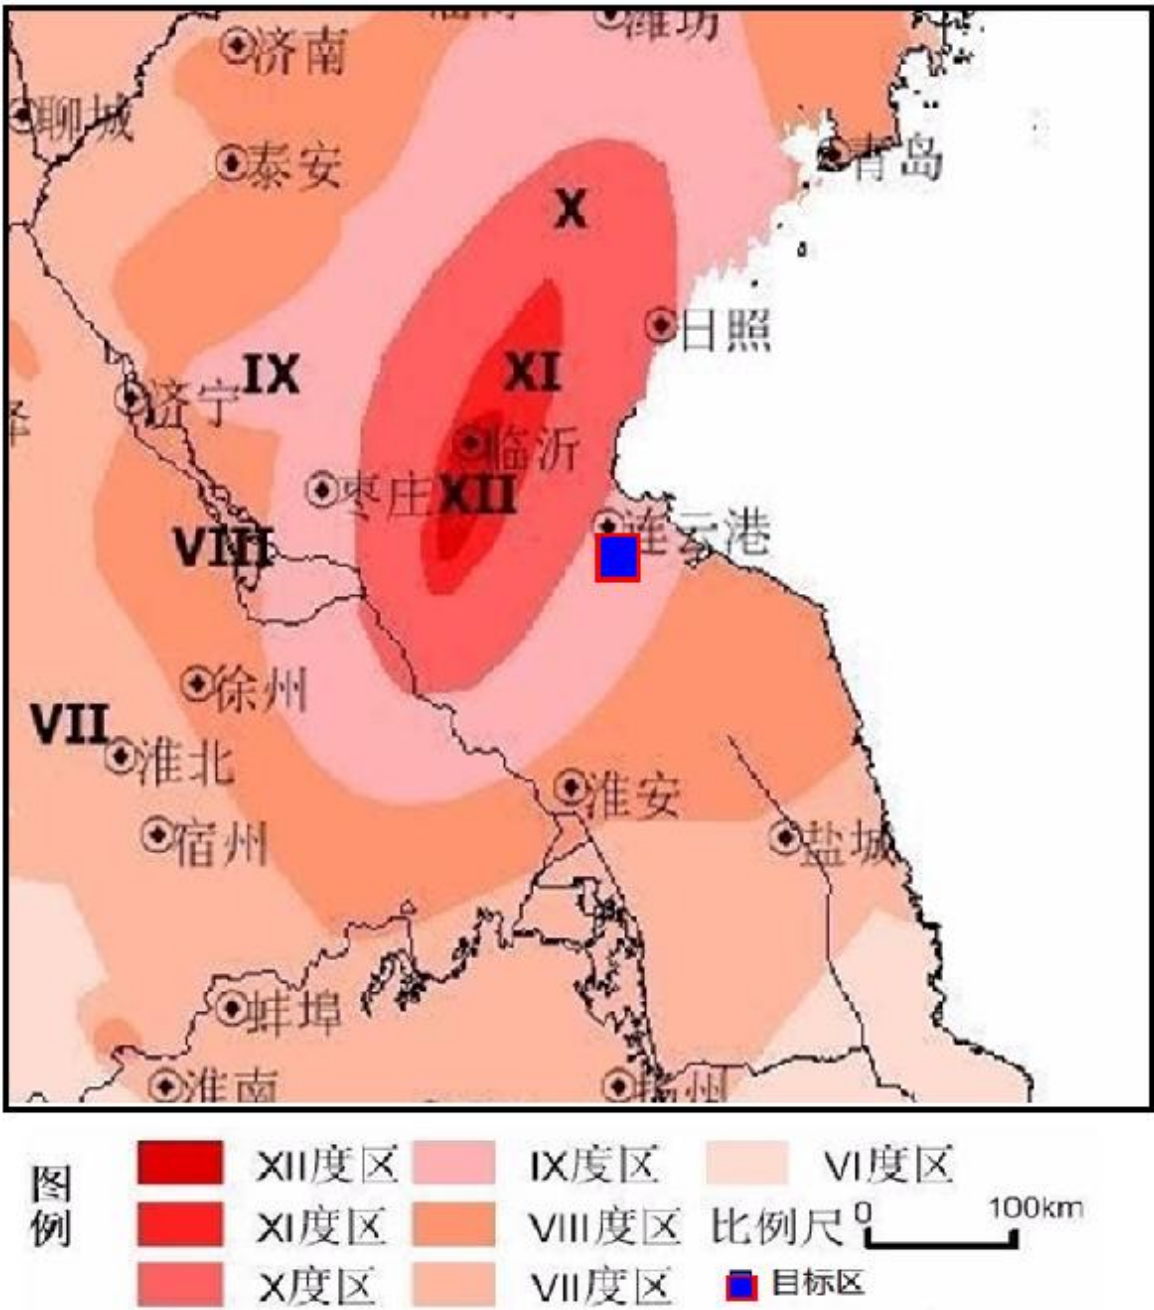 潍坊
济南
聊城
泰安
青岛
X
日照
XI
IX
济宁
临沂
枣庄
XII
连云港
VIII
徐州
VII
淮北
淮安
宿州
盐城
蚌埠
淮南
扬州
图例
XII度区
IX度区
VI度区
XI度区
VIII度区
比例尺
0
100km
X度区
VII度区
目标区